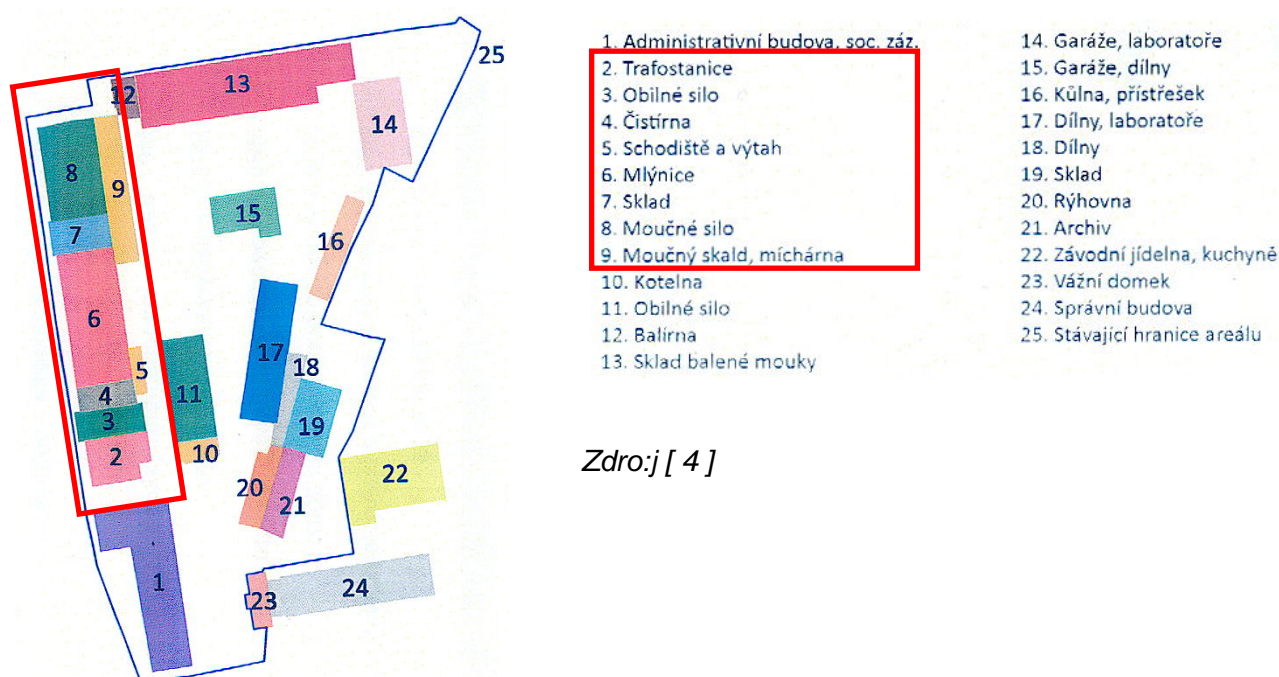 25
12
13
14
8
9
15
7
16
6
17
18
5
4
11
3
19
2
10
20
21
22
1
23
24
1. Administrativní budova, soc. záz.
2. Trafostanice
3. Obilné silo
4. Čistírna
5. Schodiště a výtah
6. Mlýnice
7. Sklad
8. Moučné silo
9. Moučný skald, míchárna
10. Kotelna
11. Obilné silo
12. Balírna
13. Sklad balené mouky
14. Garáže, laboratoře
15. Garáže, dílny
16. Kůlna, přístřešek
17. Dílny, laboratoře
18. Dílny
19. Sklad
20. Rýhovna
21. Archiv
22. Závodní jídelna, kuchyně
23. Vážní domek
24. Správní budova
25. Stávající hranice areálu
Zdro:j [ 4 ]